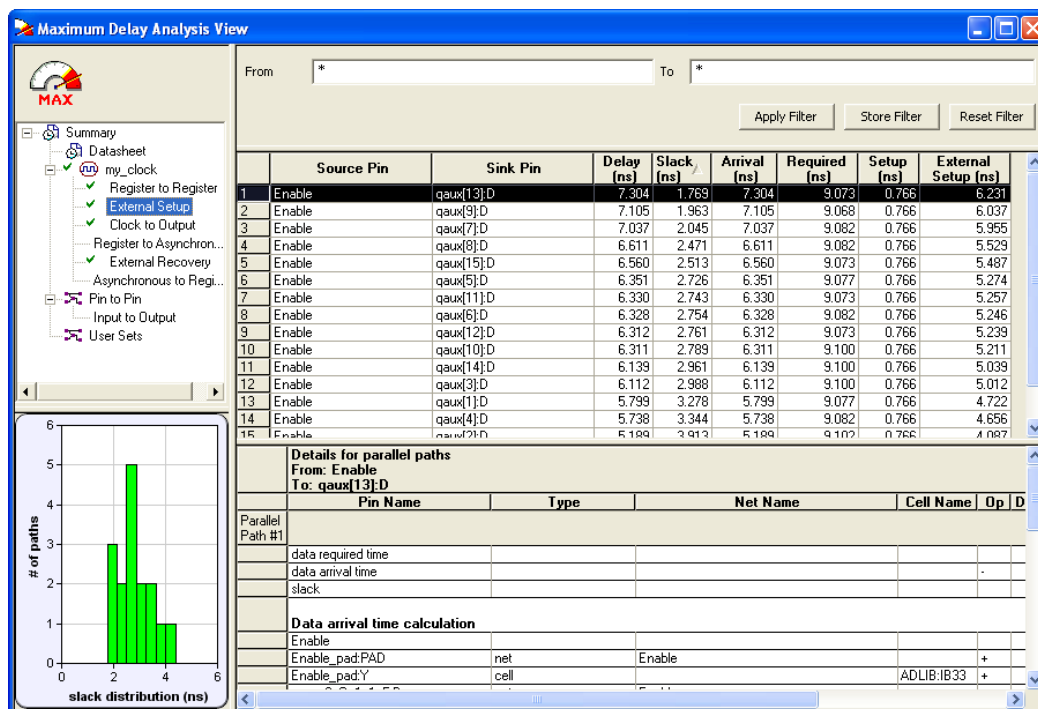 Maximum Delay Analysis View
MAX
Summary
Datasheet
my_clock
Register to Register
External Setup
Clock to Output
Register to Asynchron...
External Recovery
Asynchronous to Regi...
Pin to Pin
Input to Output
User Sets
From * To *
Apply Filter Store Filter Reset Filter
Source Pin Sink Pin Delay (ns) Slack (ns) Arrival (ns) Required (ns) Setup (ns) External Setup (ns)
1 Enable qaux[13]:D 7.304 1.769 7.304 9.073 0.766 6.231
2 Enable qaux[9]:D 7.105 1.963 7.105 9.068 0.766 6.037
3 Enable qaux[7]:D 7.037 2.045 7.037 9.082 0.766 5.955
4 Enable qaux[8]:D 6.611 2.471 6.611 9.082 0.766 5.529
5 Enable qaux[15]:D 6.560 2.513 6.560 9.073 0.766 5.487
6 Enable qaux[5]:D 6.351 2.726 6.351 9.077 0.766 5.274
7 Enable qaux[11]:D 6.330 2.743 6.330 9.073 0.766 5.257
8 Enable qaux[6]:D 6.328 2.754 6.328 9.082 0.766 5.246
9 Enable qaux[12]:D 6.312 2.761 6.312 9.073 0.766 5.239
10 Enable qaux[10]:D 6.311 2.789 6.311 9.100 0.766 5.211
11 Enable qaux[14]:D 6.139 2.961 6.139 9.100 0.766 5.039
12 Enable qaux[3]:D 6.112 2.988 6.112 9.100 0.766 5.012
13 Enable qaux[1]:D 5.799 3.278 5.799 9.077 0.766 4.722
14 Enable qaux[4]:D 5.738 3.344 5.738 9.082 0.766 4.656
15 Enable qaux[2]:D 5.189 3.913 5.189 9.102 0.766 4.087
Details for parallel paths
From: Enable
To: qaux[13]:D
Pin Name Type Net Name Cell Name Op D
Parallel Path #1
data required time
data arrival time -
slack
Data arrival time calculation
Enable
Enable_pad:PAD net Enable +
Enable_pad:Y cell ADLIB:IB33 +
# of paths
6
5
4
3
2
1
0
0 2 4 6
slack distribution (ns)